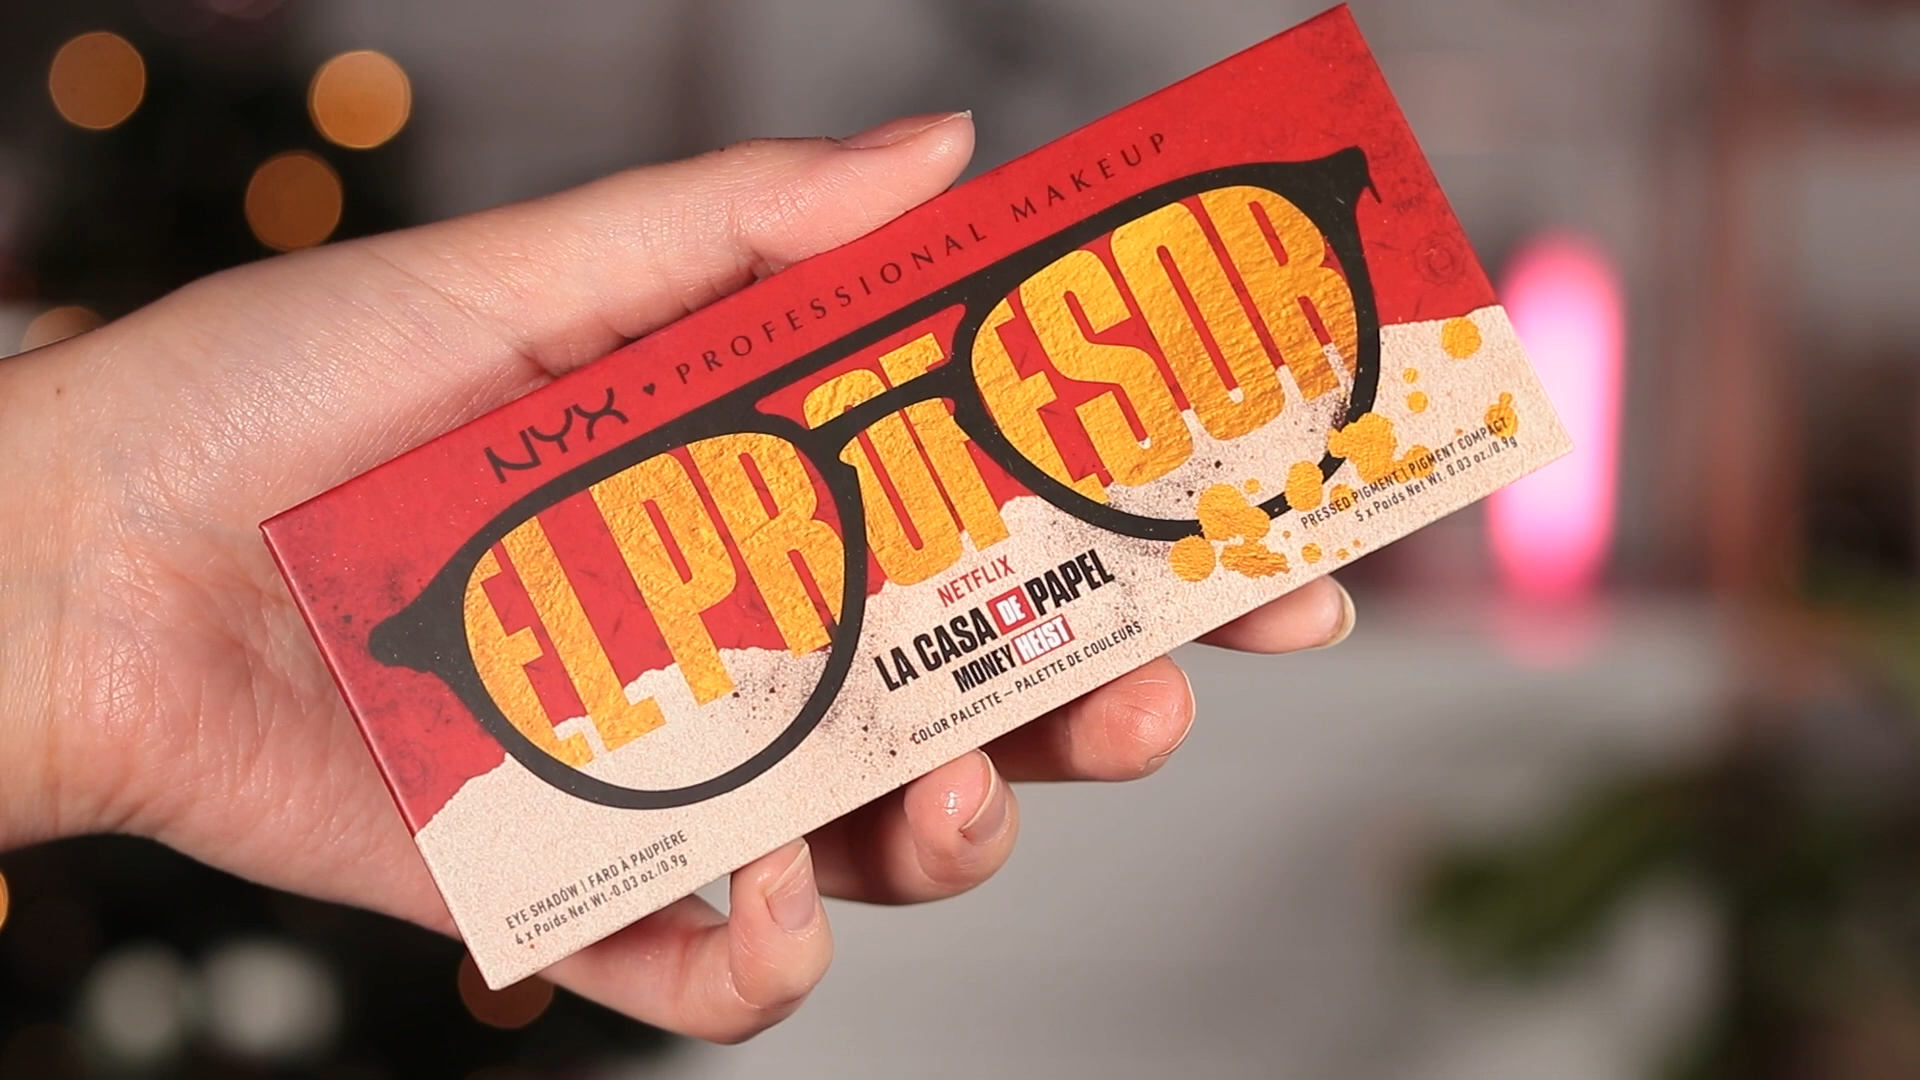 NYX ♥ PROFESSIONAL MAKEUP
EL PROFESOR
NETFLIX
LA CASA DE PAPEL
MONEY HEIST
COLOR PALETTE – PALETTE DE COULEURS
EYE SHADOW | FARD À PAUPIÈRE
4 x Poids Net Wt. 0.03 oz./0.9g
PRESSED PIGMENT | PIGMENT COMPACT
5 x Poids Net Wt. 0.03 oz./0.9g